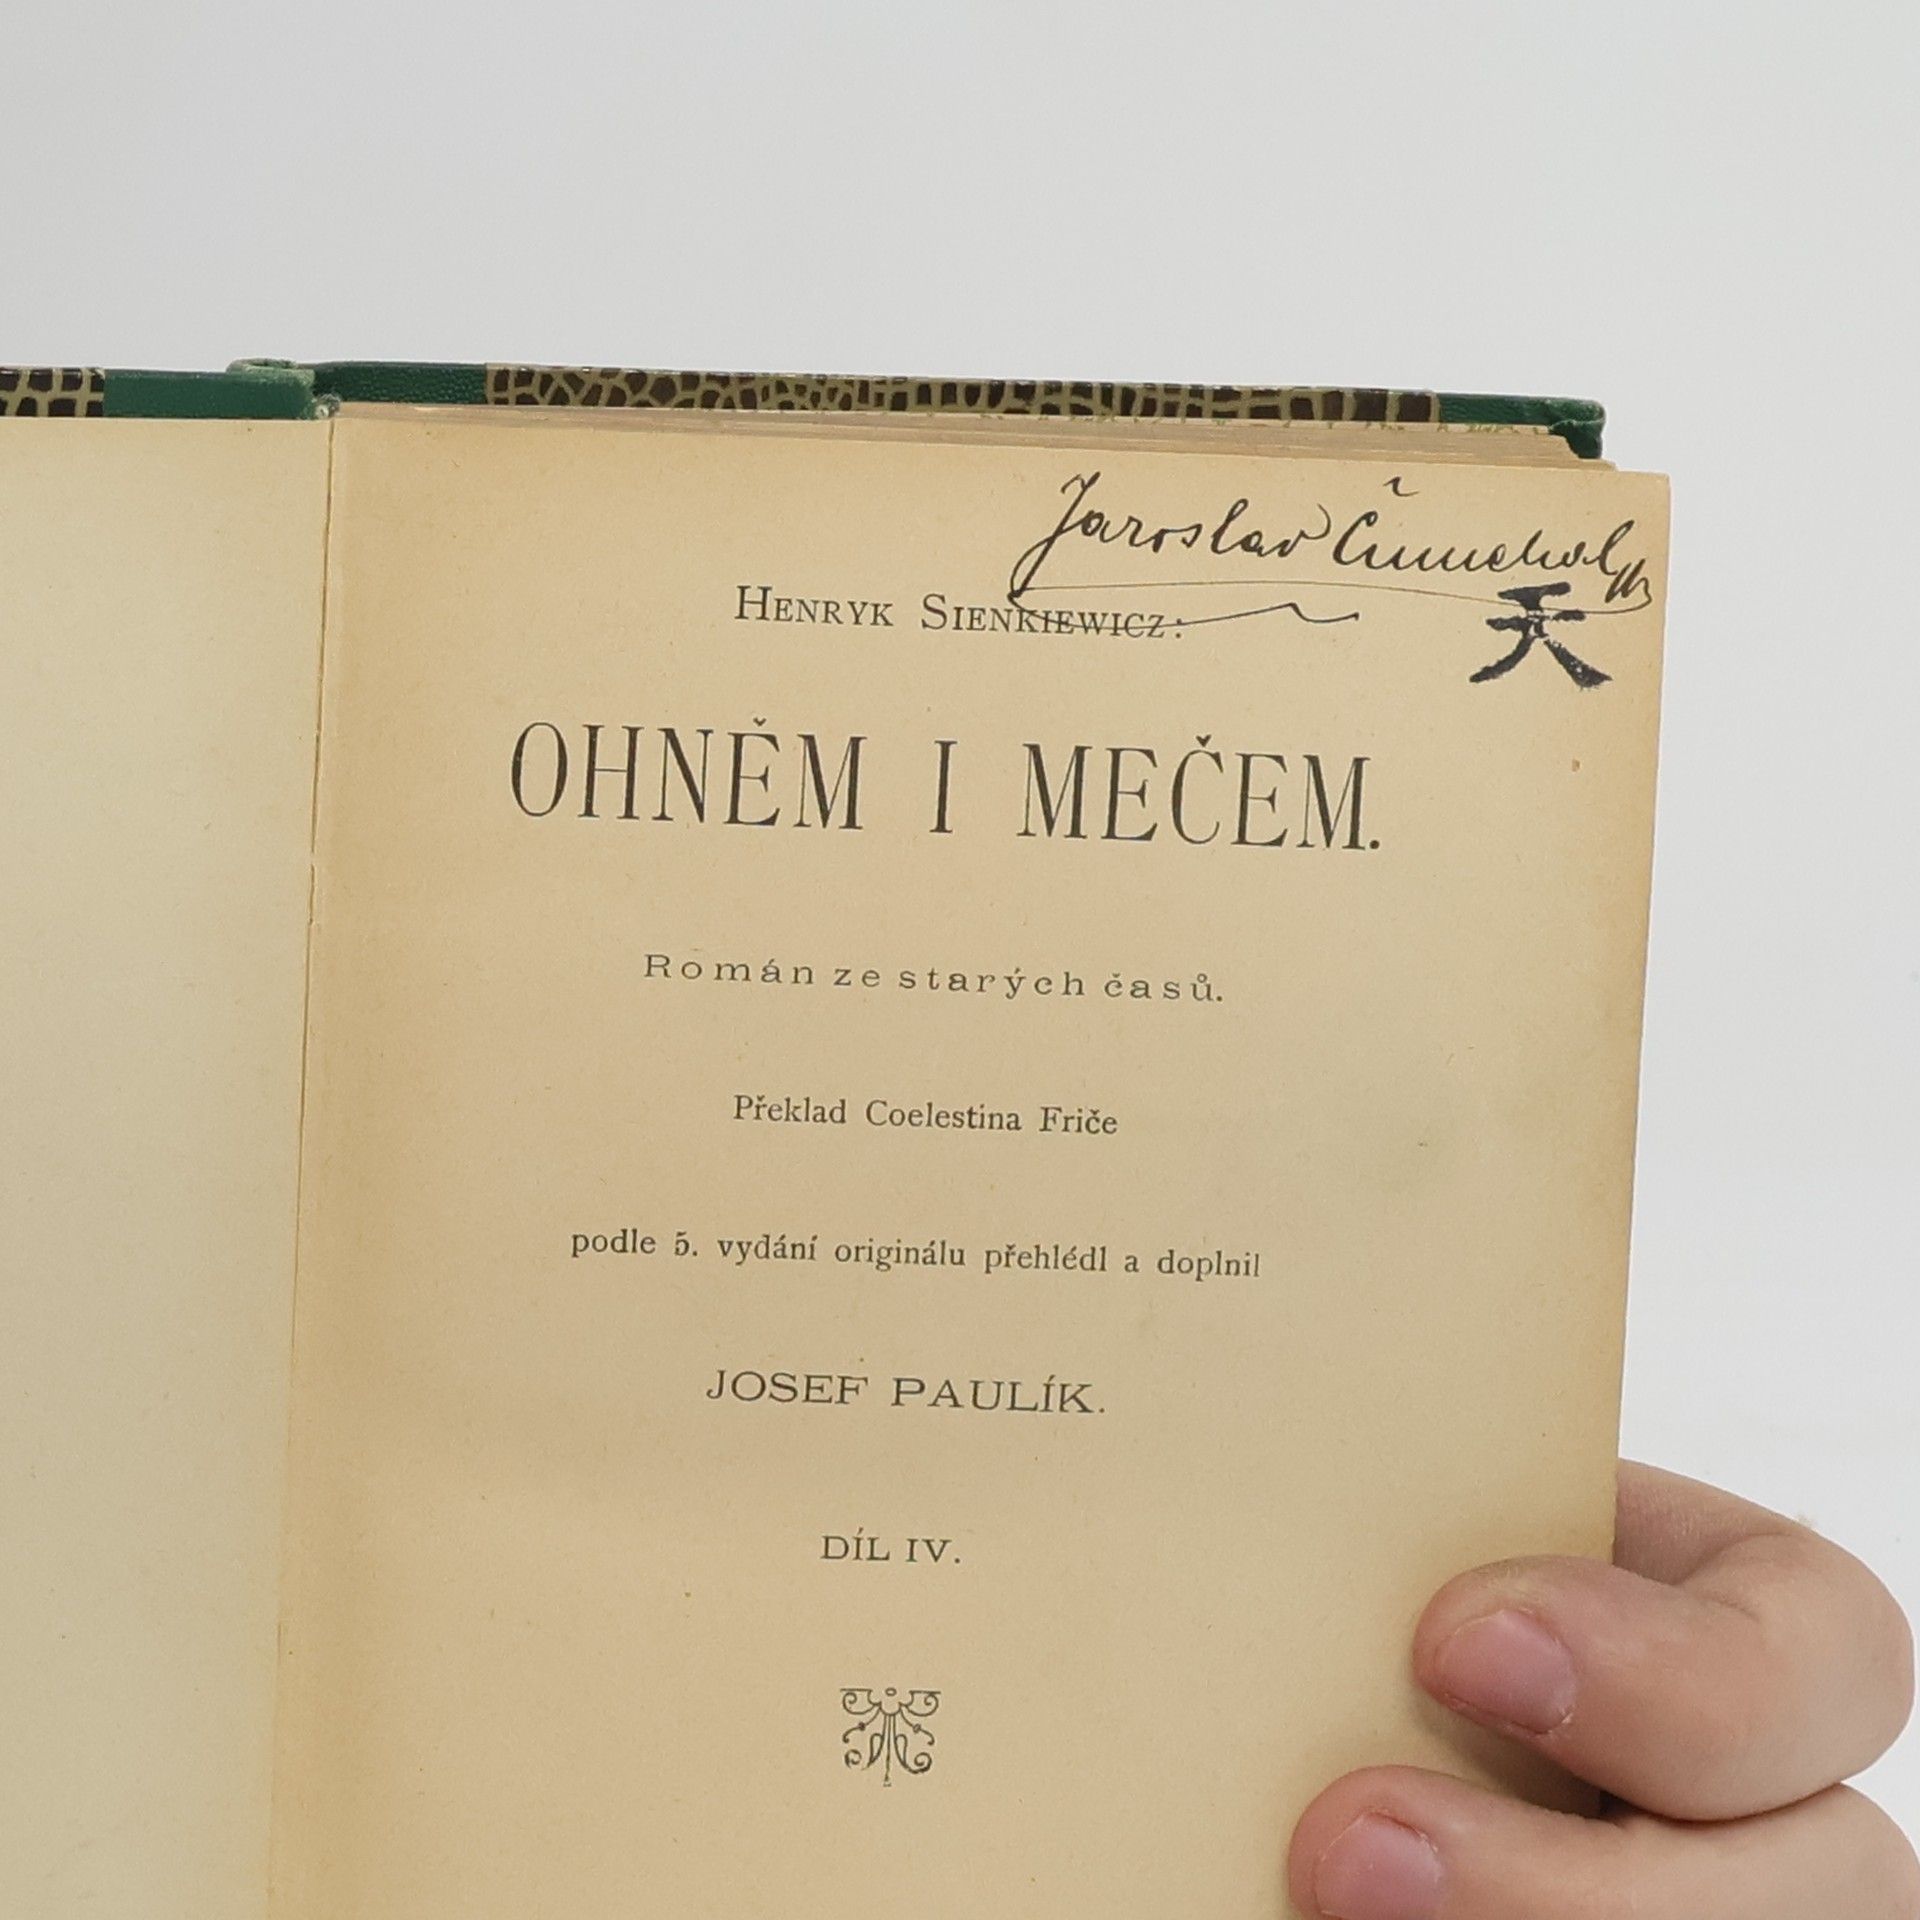 Jaroslav
天
HENRYK SIENKIEWICZ:
OHNĚM I MEČEM.
Román ze starých časů.
Překlad Coelestina Friče
podle 5. vydání originálu přehlédl a doplnil
JOSEF PAULÍK.
DÍL IV.